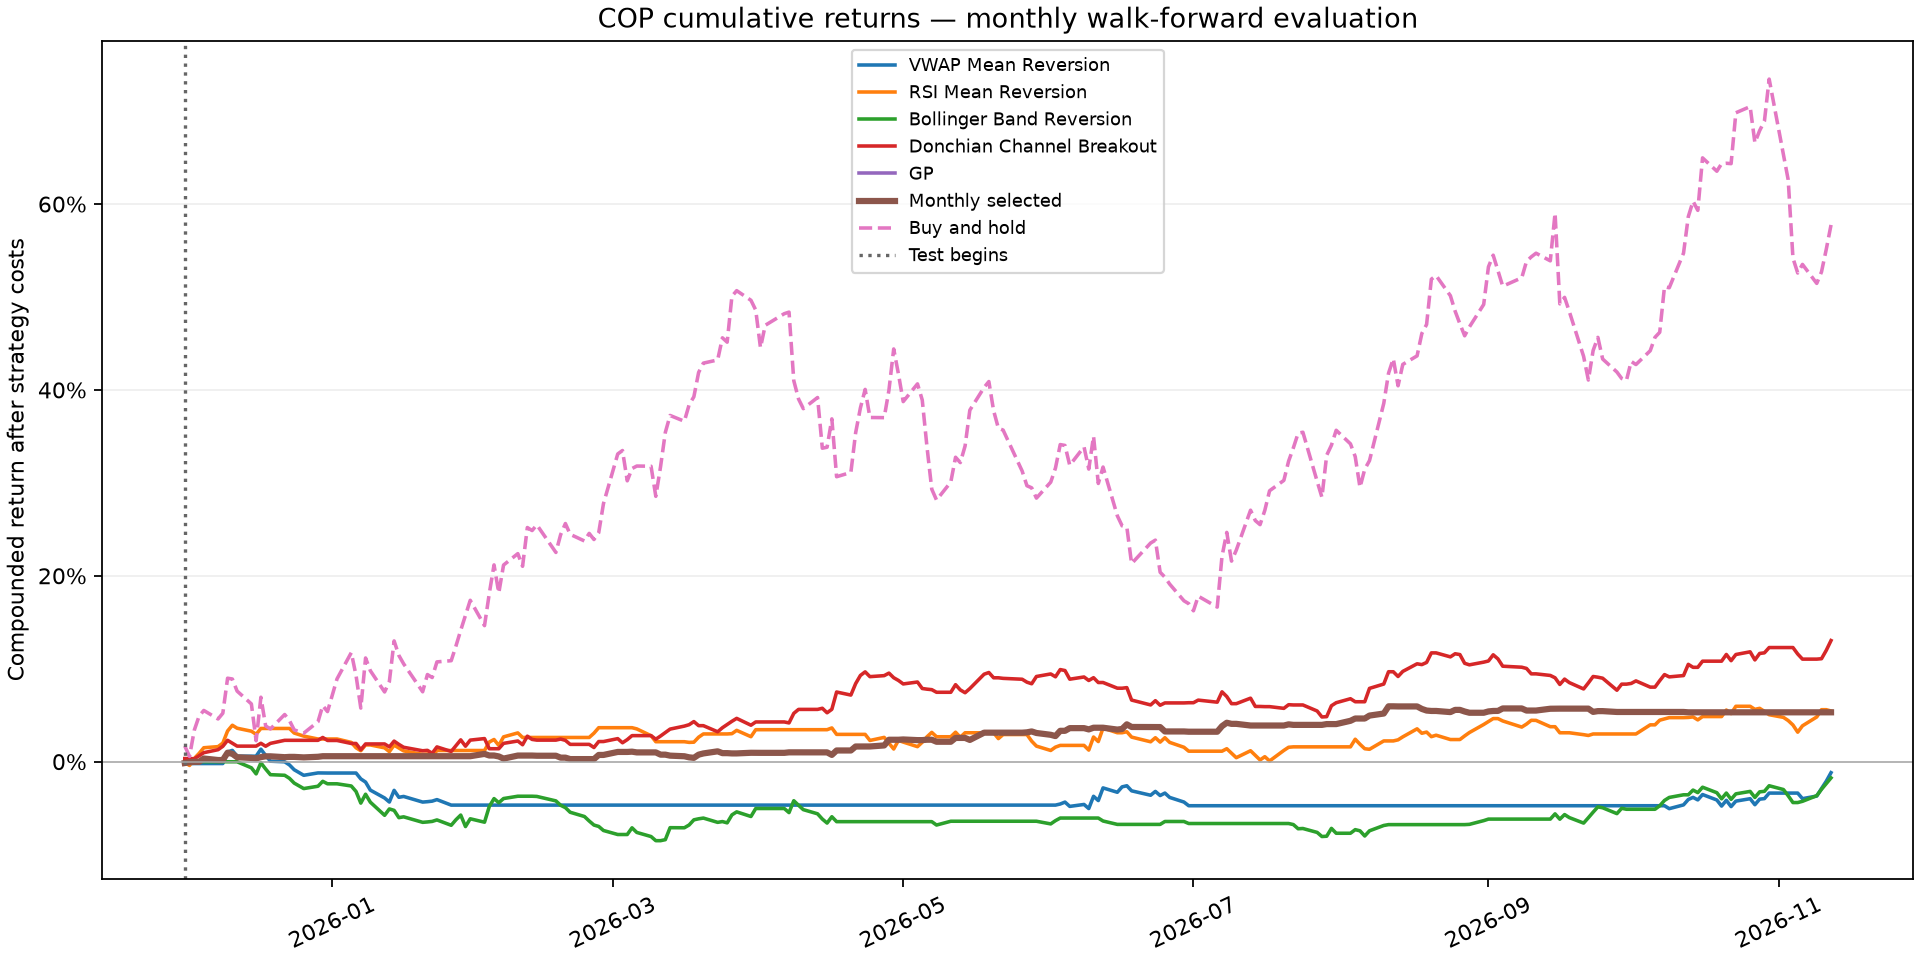 COP cumulative returns — monthly walk-forward evaluation
VWAP Mean Reversion
RSI Mean Reversion
Bollinger Band Reversion
Donchian Channel Breakout
GP
Monthly selected
Buy and hold
Test begins
Compounded return after strategy costs
60%
40%
20%
0%
2026-01
2026-03
2026-05
2026-07
2026-09
2026-11